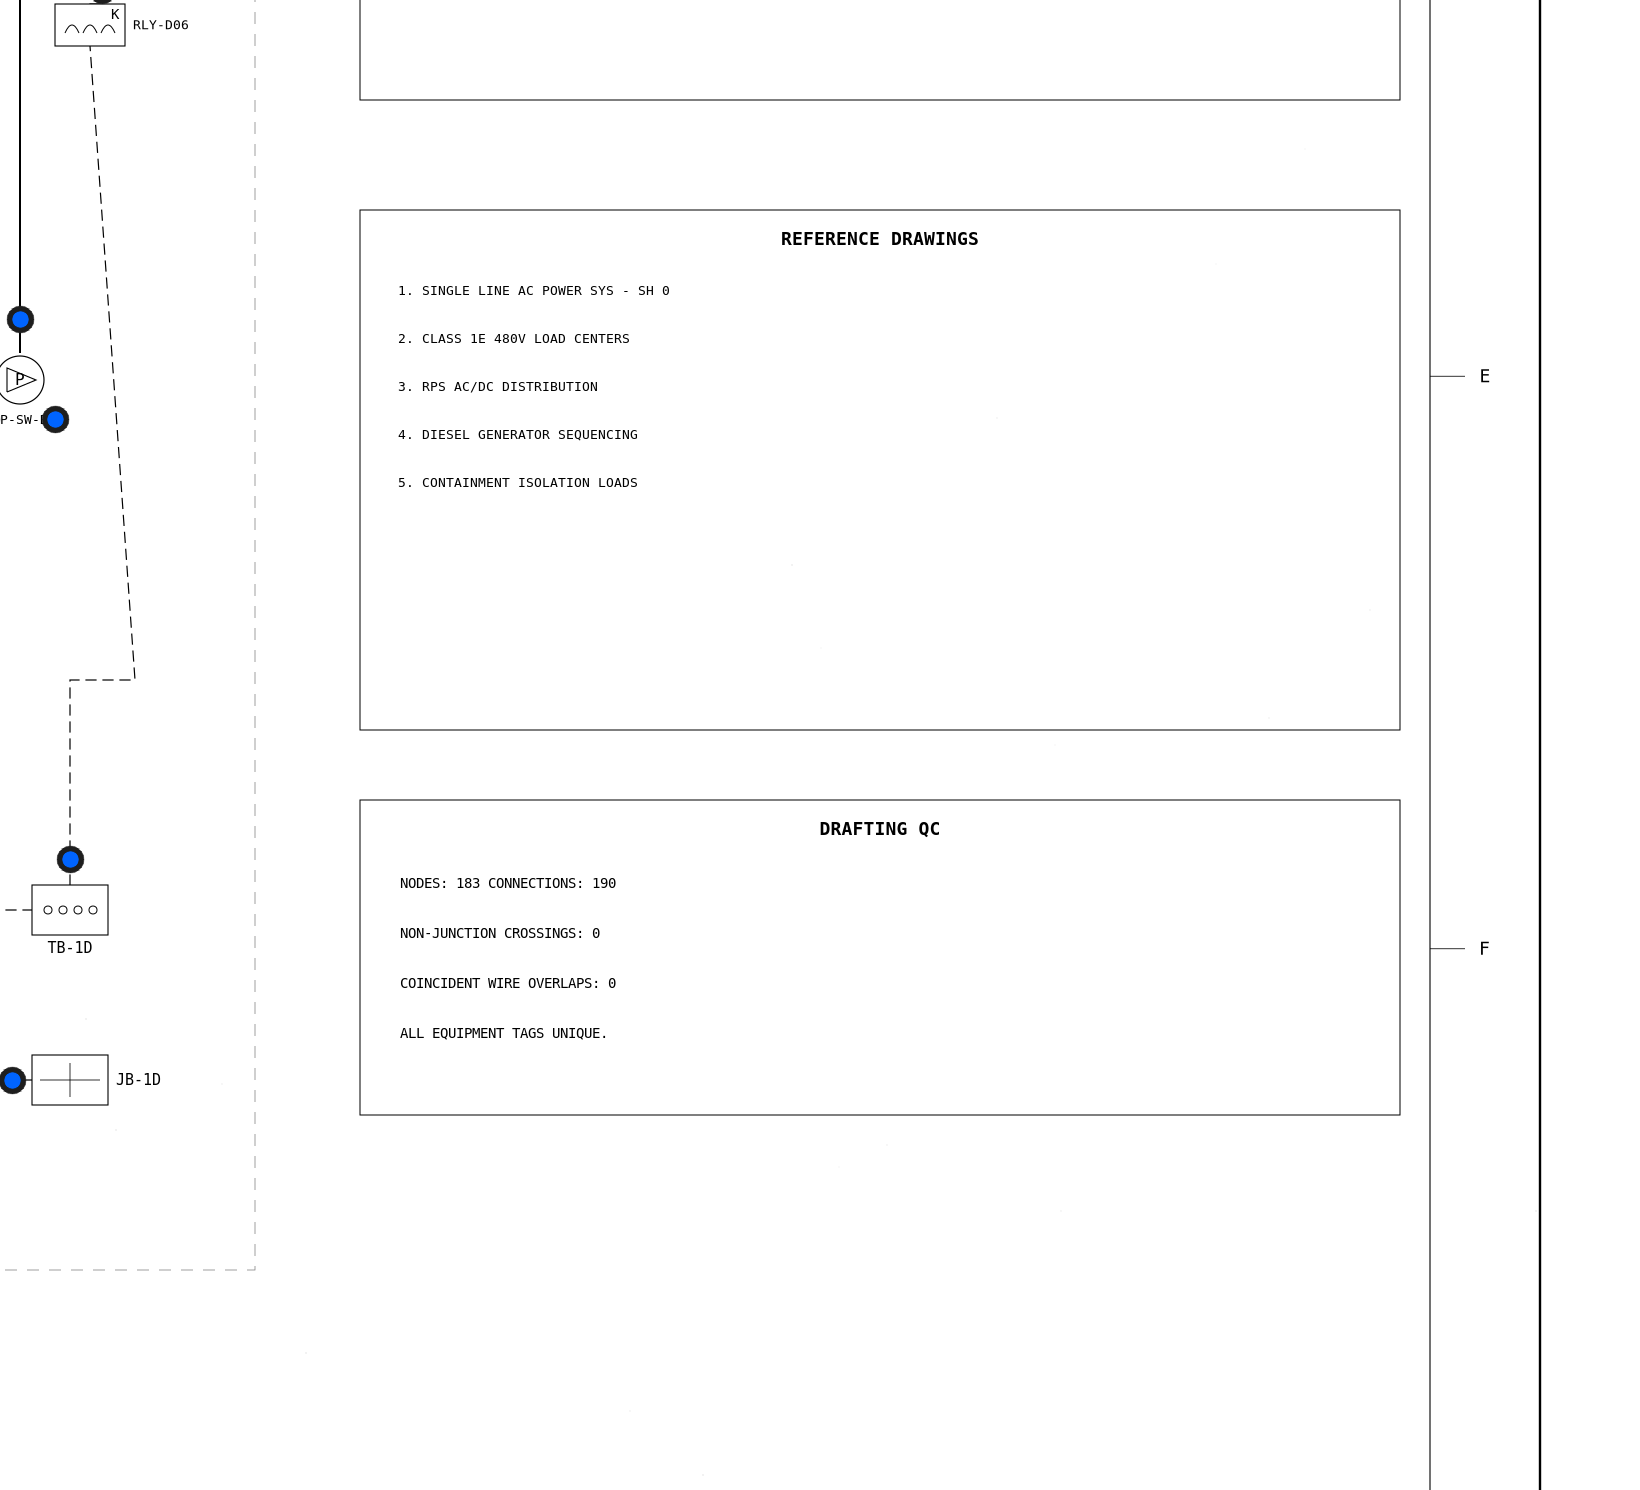 K
RLY-D06
REFERENCE DRAWINGS
1. SINGLE LINE AC POWER SYS - SH 0
2. CLASS 1E 480V LOAD CENTERS
3. RPS AC/DC DISTRIBUTION
4. DIESEL GENERATOR SEQUENCING
5. CONTAINMENT ISOLATION LOADS
P
P-SW-
E
DRAFTING QC
NODES: 183 CONNECTIONS: 190
NON-JUNCTION CROSSINGS: 0
COINCIDENT WIRE OVERLAPS: 0
ALL EQUIPMENT TAGS UNIQUE.
TB-1D
JB-1D
F